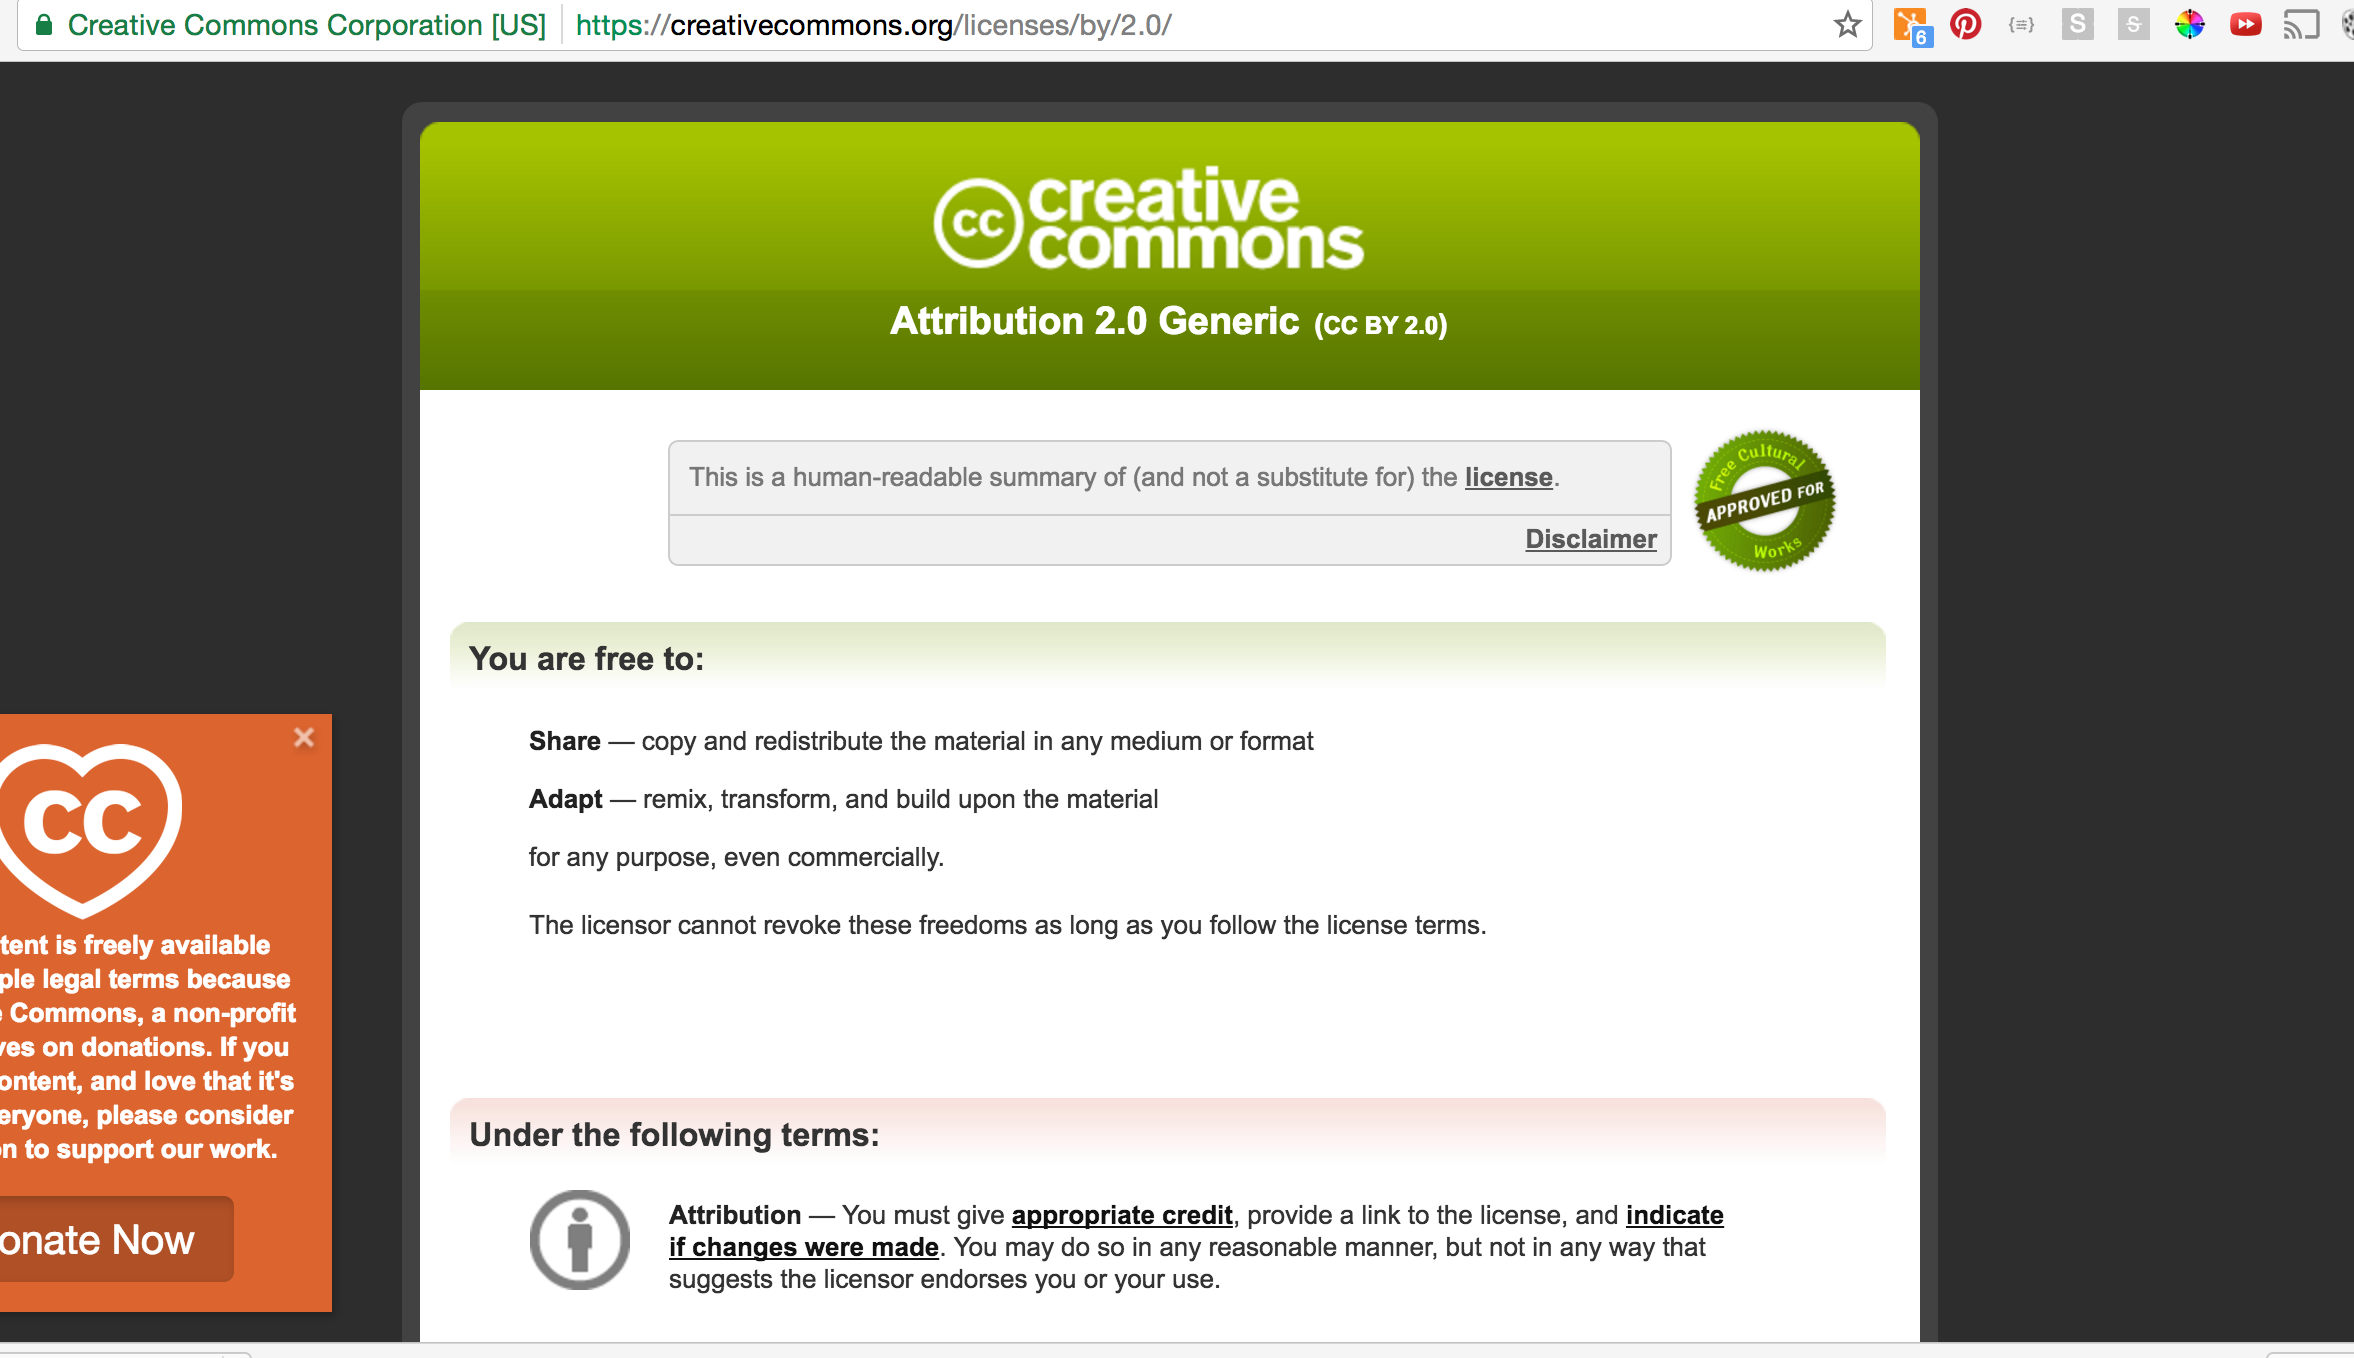 Creative Commons Corporation [US] https://creativecommons.org/licenses/by/2.0/
6
S
S
cc creative
commons
Attribution 2.0 Generic (CC BY 2.0)
This is a human-readable summary of (and not a substitute for) the license.
Disclaimer
Free Cultural
APPROVED FOR
Works
You are free to:
Share — copy and redistribute the material in any medium or format
Adapt — remix, transform, and build upon the material
for any purpose, even commercially.
The licensor cannot revoke these freedoms as long as you follow the license terms.
CC
tent is freely available
ple legal terms because
e Commons, a non-profit
ves on donations. If you
ontent, and love that it's
eryone, please consider
on to support our work.
onate Now
Under the following terms:
Attribution — You must give appropriate credit, provide a link to the license, and indicate
if changes were made. You may do so in any reasonable manner, but not in any way that
suggests the licensor endorses you or your use.